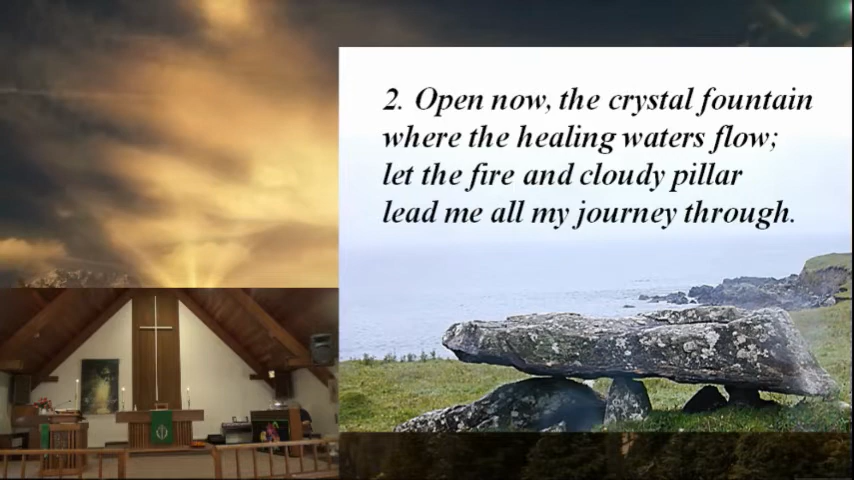 2. Open now, the crystal fountain
where the healing waters flow;
let the fire and cloudy pillar
lead me all my journey through.